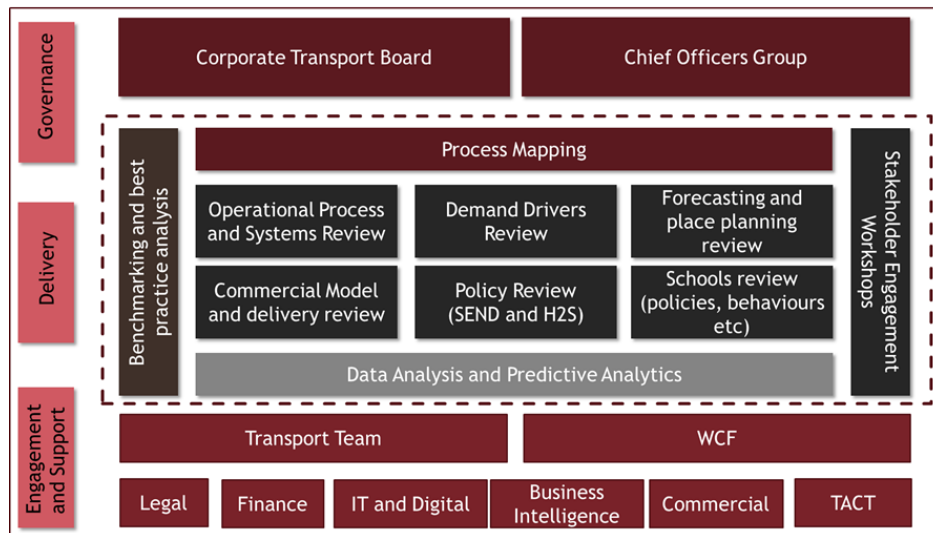 Governance
Corporate Transport Board
Chief Officers Group
Delivery
Benchmarking and best
practice analysis
Process Mapping
Operational Process
and Systems Review
Demand Drivers
Review
Forecasting and
place planning
review
Commercial Model
and delivery review
Policy Review
(SEND and H2S)
Schools review
(policies, behaviours
etc)
Data Analysis and Predictive Analytics
Stakeholder Engagement
Workshops
Engagement
and Support
Transport Team
WCF
Legal
Finance
IT and Digital
Business
Intelligence
Commercial
TACT